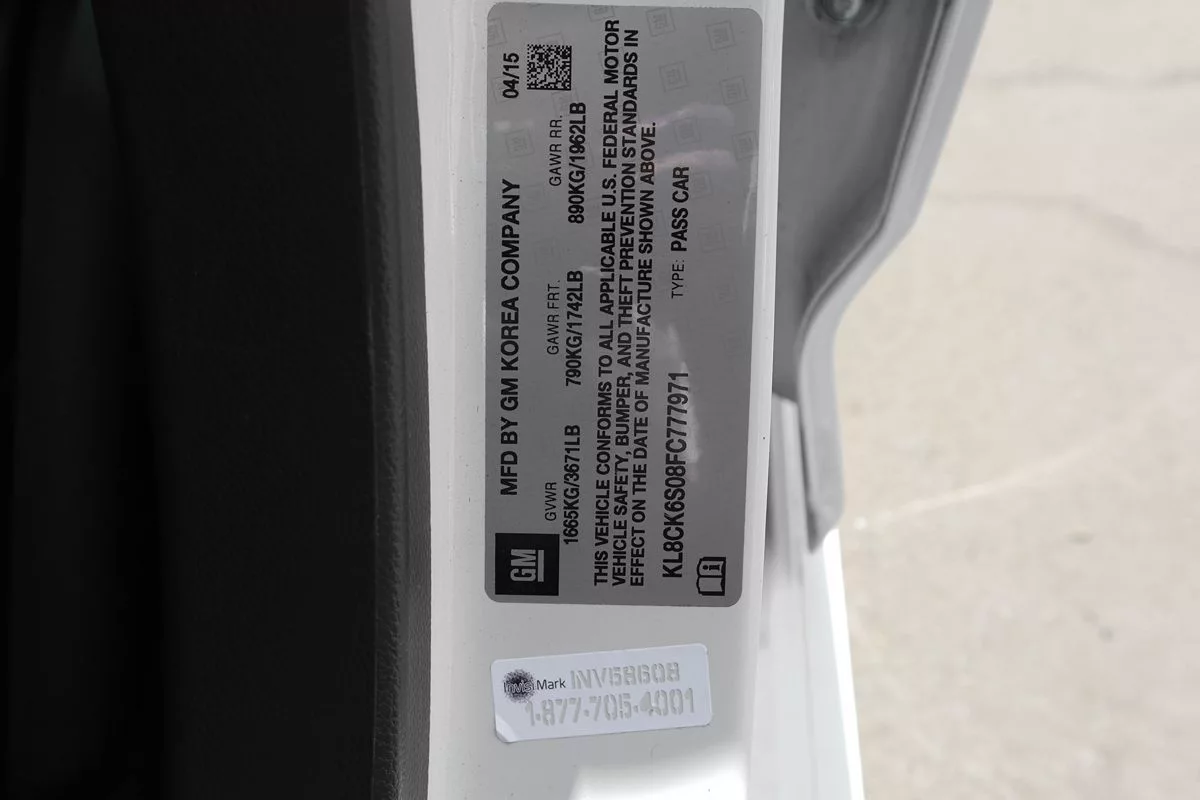 MFD BY GM KOREA COMPANY 04/15
GVWR GAWR FRT. GAWR RR.
1665KG/3671LB 790KG/1742LB 890KG/1962LB
THIS VEHICLE CONFORMS TO ALL APPLICABLE U.S. FEDERAL MOTOR
VEHICLE SAFETY, BUMPER, AND THEFT PREVENTION STANDARDS IN
EFFECT ON THE DATE OF MANUFACTURE SHOWN ABOVE.
KL8CK6S08FC777971 TYPE: PASS CAR
GM
InvisiMark INV58608
1-877-705-4001